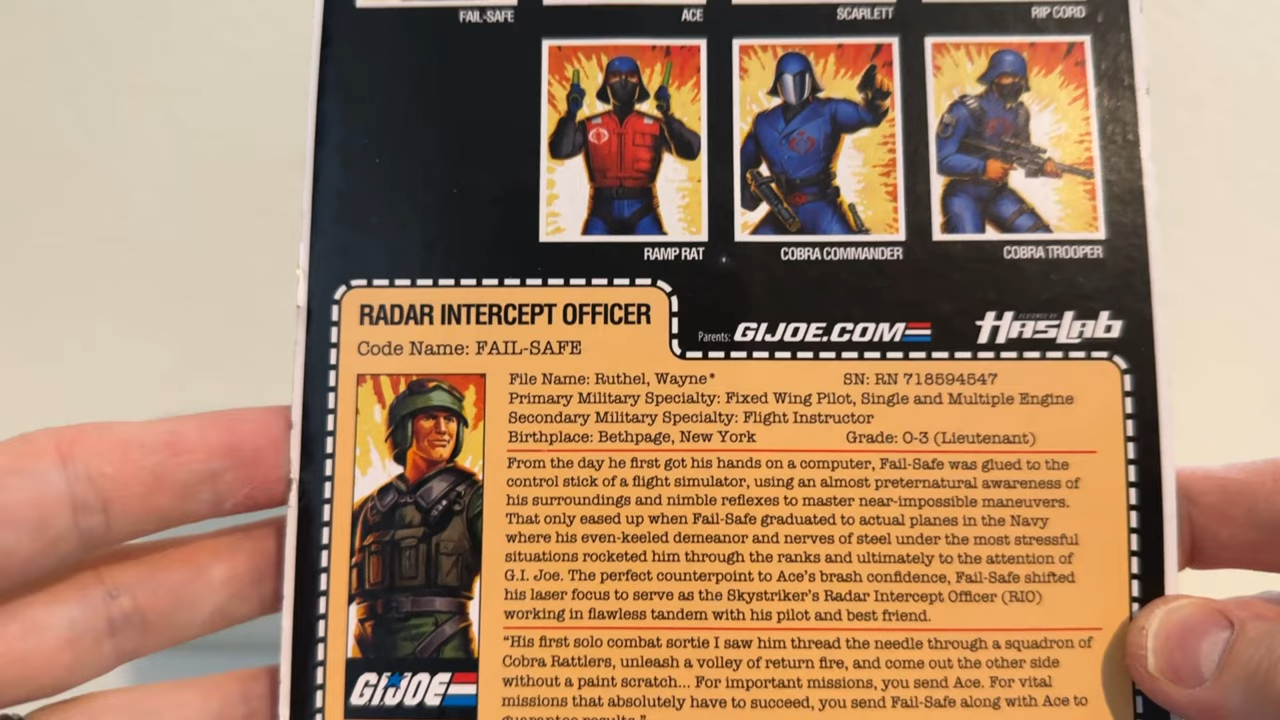 FAIL-SAFE ACE SCARLETT RIP CORD
RAMP RAT COBRA COMMANDER COBRA TROOPER
RADAR INTERCEPT OFFICER
Code Name: FAIL-SAFE
Parents: GIJOE.COM
HASLAB
File Name: Ruthel, Wayne* SN: RN 718594547
Primary Military Specialty: Fixed Wing Pilot, Single and Multiple Engine
Secondary Military Specialty: Flight Instructor
Birthplace: Bethpage, New York Grade: O-3 (Lieutenant)
From the day he first got his hands on a computer, Fail-Safe was glued to the
control stick of a flight simulator, using an almost preternatural awareness of
his surroundings and nimble reflexes to master near-impossible maneuvers.
That only eased up when Fail-Safe graduated to actual planes in the Navy
where his even-keeled demeanor and nerves of steel under the most stressful
situations rocketed him through the ranks and ultimately to the attention of
G.I. Joe. The perfect counterpoint to Ace's brash confidence, Fail-Safe shifted
his laser focus to serve as the Skystriker's Radar Intercept Officer (RIO)
working in flawless tandem with his pilot and best friend.
"His first solo combat sortie I saw him thread the needle through a squadron of
Cobra Rattlers, unleash a volley of return fire, and come out the other side
without a paint scratch... For important missions, you send Ace. For vital
missions that absolutely have to succeed, you send Fail-Safe along with Ace to
guarantee results."
GI JOE